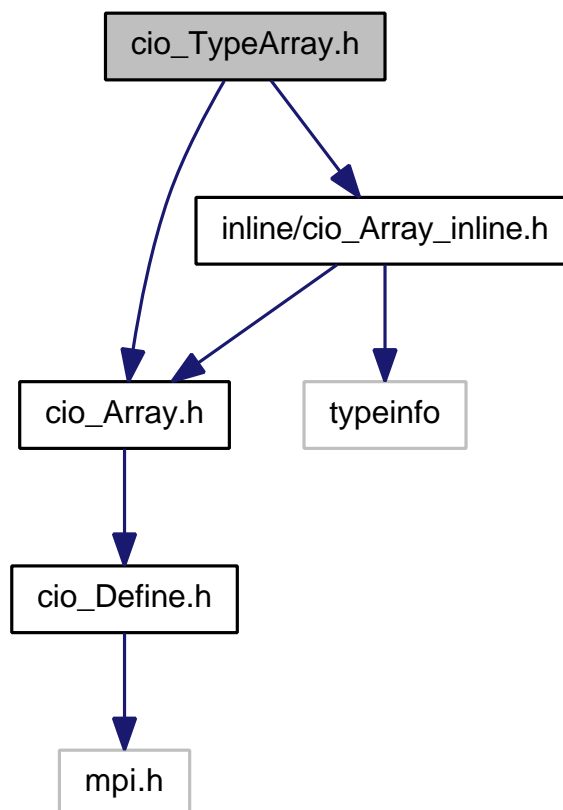 cio_TypeArray.h
inline/cio_Array_inline.h
cio_Array.h
typeinfo
cio_Define.h
mpi.h